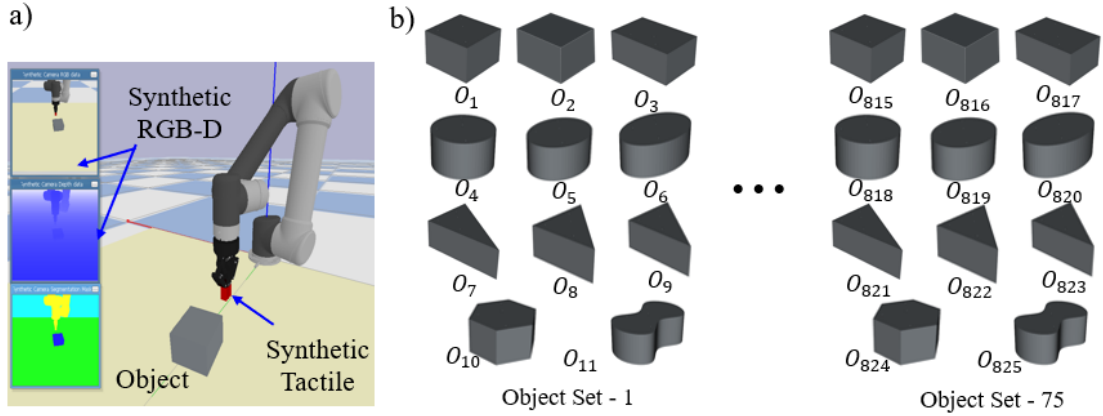 a)
Synthetic Camera RGB data
Synthetic
RGB-D
Synthetic Camera Depth data
Synthetic Camera Segmentation Mask
Object
Synthetic
Tactile
b)
O₁ O₂ O₃
O₄ O₅ O₆
O₇ O₈ O₉
O₁₀ O₁₁
Object Set - 1
•••
O₈₁₅ O₈₁₆ O₈₁₇
O₈₁₈ O₈₁₉ O₈₂₀
O₈₂₁ O₈₂₂ O₈₂₃
O₈₂₄ O₈₂₅
Object Set - 75